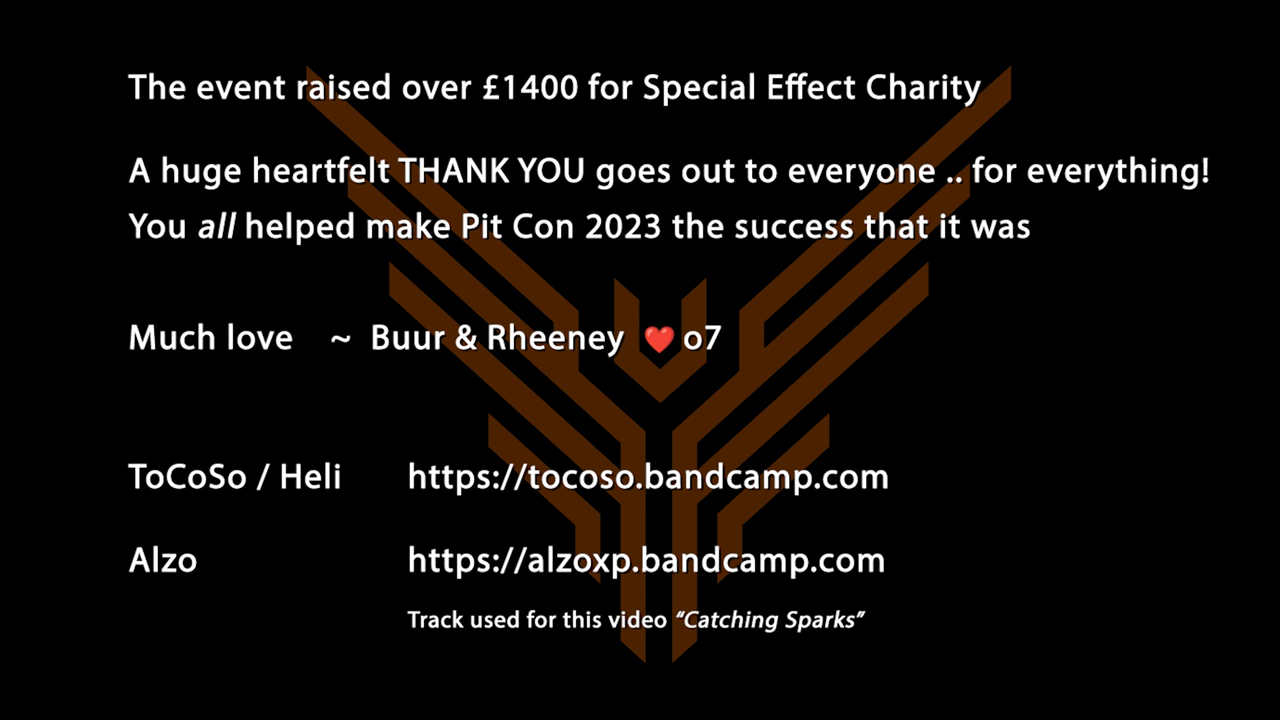 The event raised over £1400 for Special Effect Charity
A huge heartfelt THANK YOU goes out to everyone .. for everything!
You all helped make Pit Con 2023 the success that it was
Much love ~ Buur & Rheeney ❤️ o7
ToCoSo / Heli https://tocoso.bandcamp.com
Alzo https://alzoxp.bandcamp.com
Track used for this video “Catching Sparks”